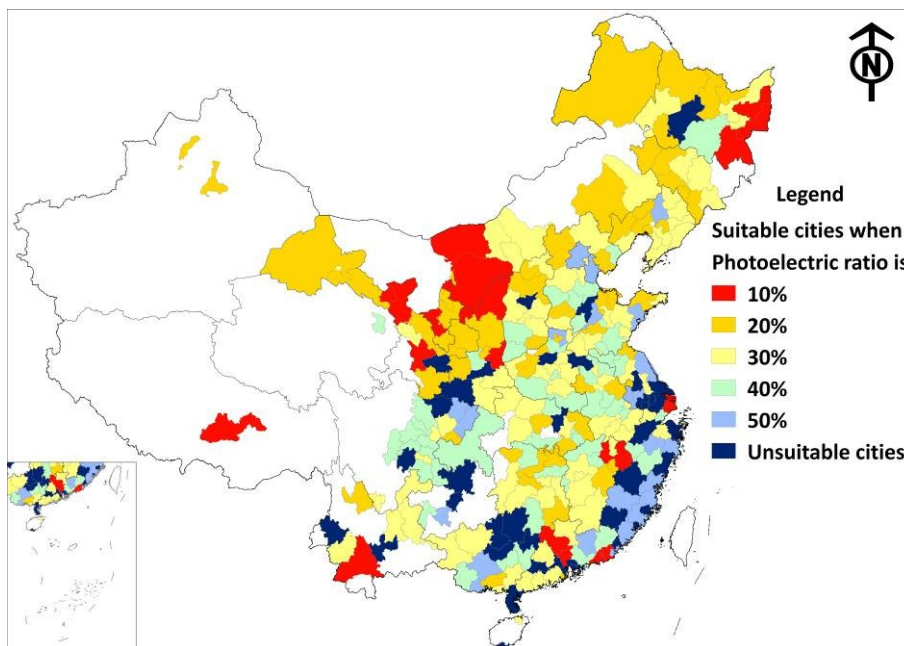 N
Legend
Suitable cities when
Photoelectric ratio is
10%
20%
30%
40%
50%
Unsuitable cities